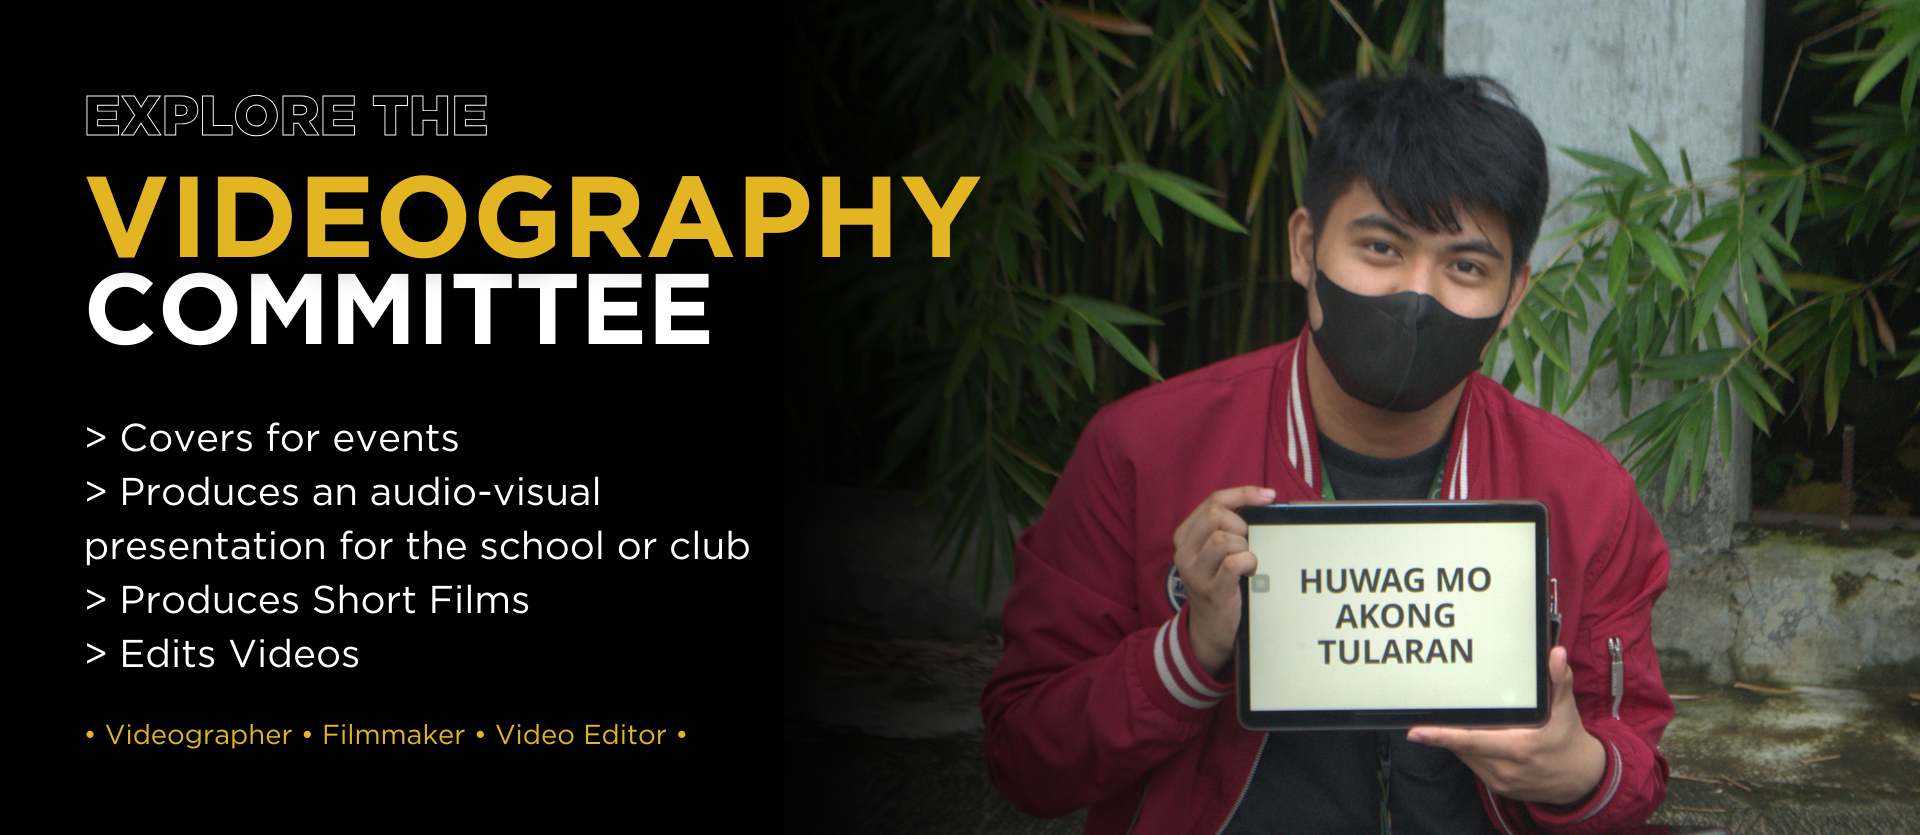 EXPLORE THE
VIDEOGRAPHY
COMMITTEE
> Covers for events
> Produces an audio-visual
presentation for the school or club
> Produces Short Films
> Edits Videos
• Videographer • Filmmaker • Video Editor •
HUWAG MO
AKONG
TULARAN